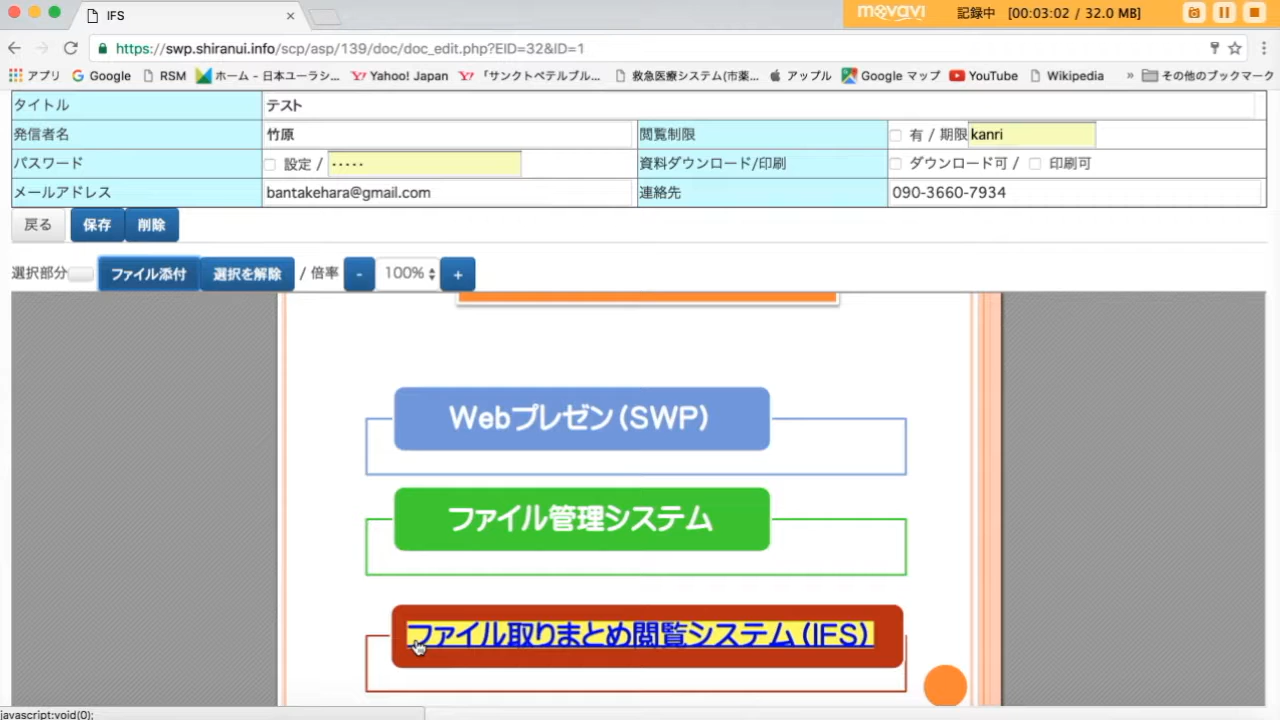 IFS
movavi 記録中 [00:03:02 / 32.0 MB]
https://swp.shiranui.info/scp/asp/139/doc/doc_edit.php?EID=32&ID=1
アプリ Google RSM ホーム - 日本ユーラシ... Yahoo! Japan 「サンクトペテルブル... 救急医療システム(市薬... アップル Google マップ YouTube Wikipedia » その他のブックマーク
タイトル テスト
発信者名 竹原 閲覧制限 有 / 期限 kanri
パスワード 設定 / ····· 資料ダウンロード/印刷 ダウンロード可 / 印刷可
メールアドレス bantakehara@gmail.com 連絡先 090-3660-7934
戻る 保存 削除
選択部分 ファイル添付 選択を解除 / 倍率 - 100% +
Webプレゼン(SWP)
ファイル管理システム
ファイル取りまとめ閲覧システム(IFS)
javascript:void(0);